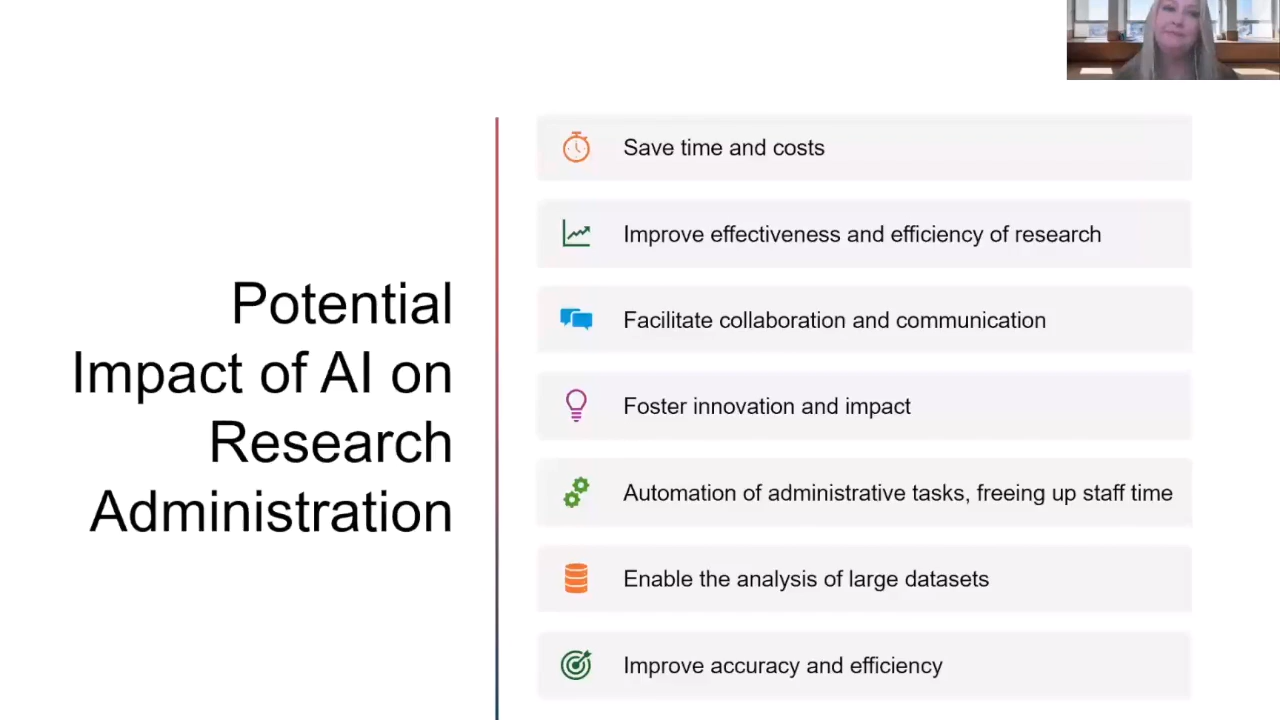 Potential
Impact of AI on
Research
Administration
Save time and costs
Improve effectiveness and efficiency of research
Facilitate collaboration and communication
Foster innovation and impact
Automation of administrative tasks, freeing up staff time
Enable the analysis of large datasets
Improve accuracy and efficiency